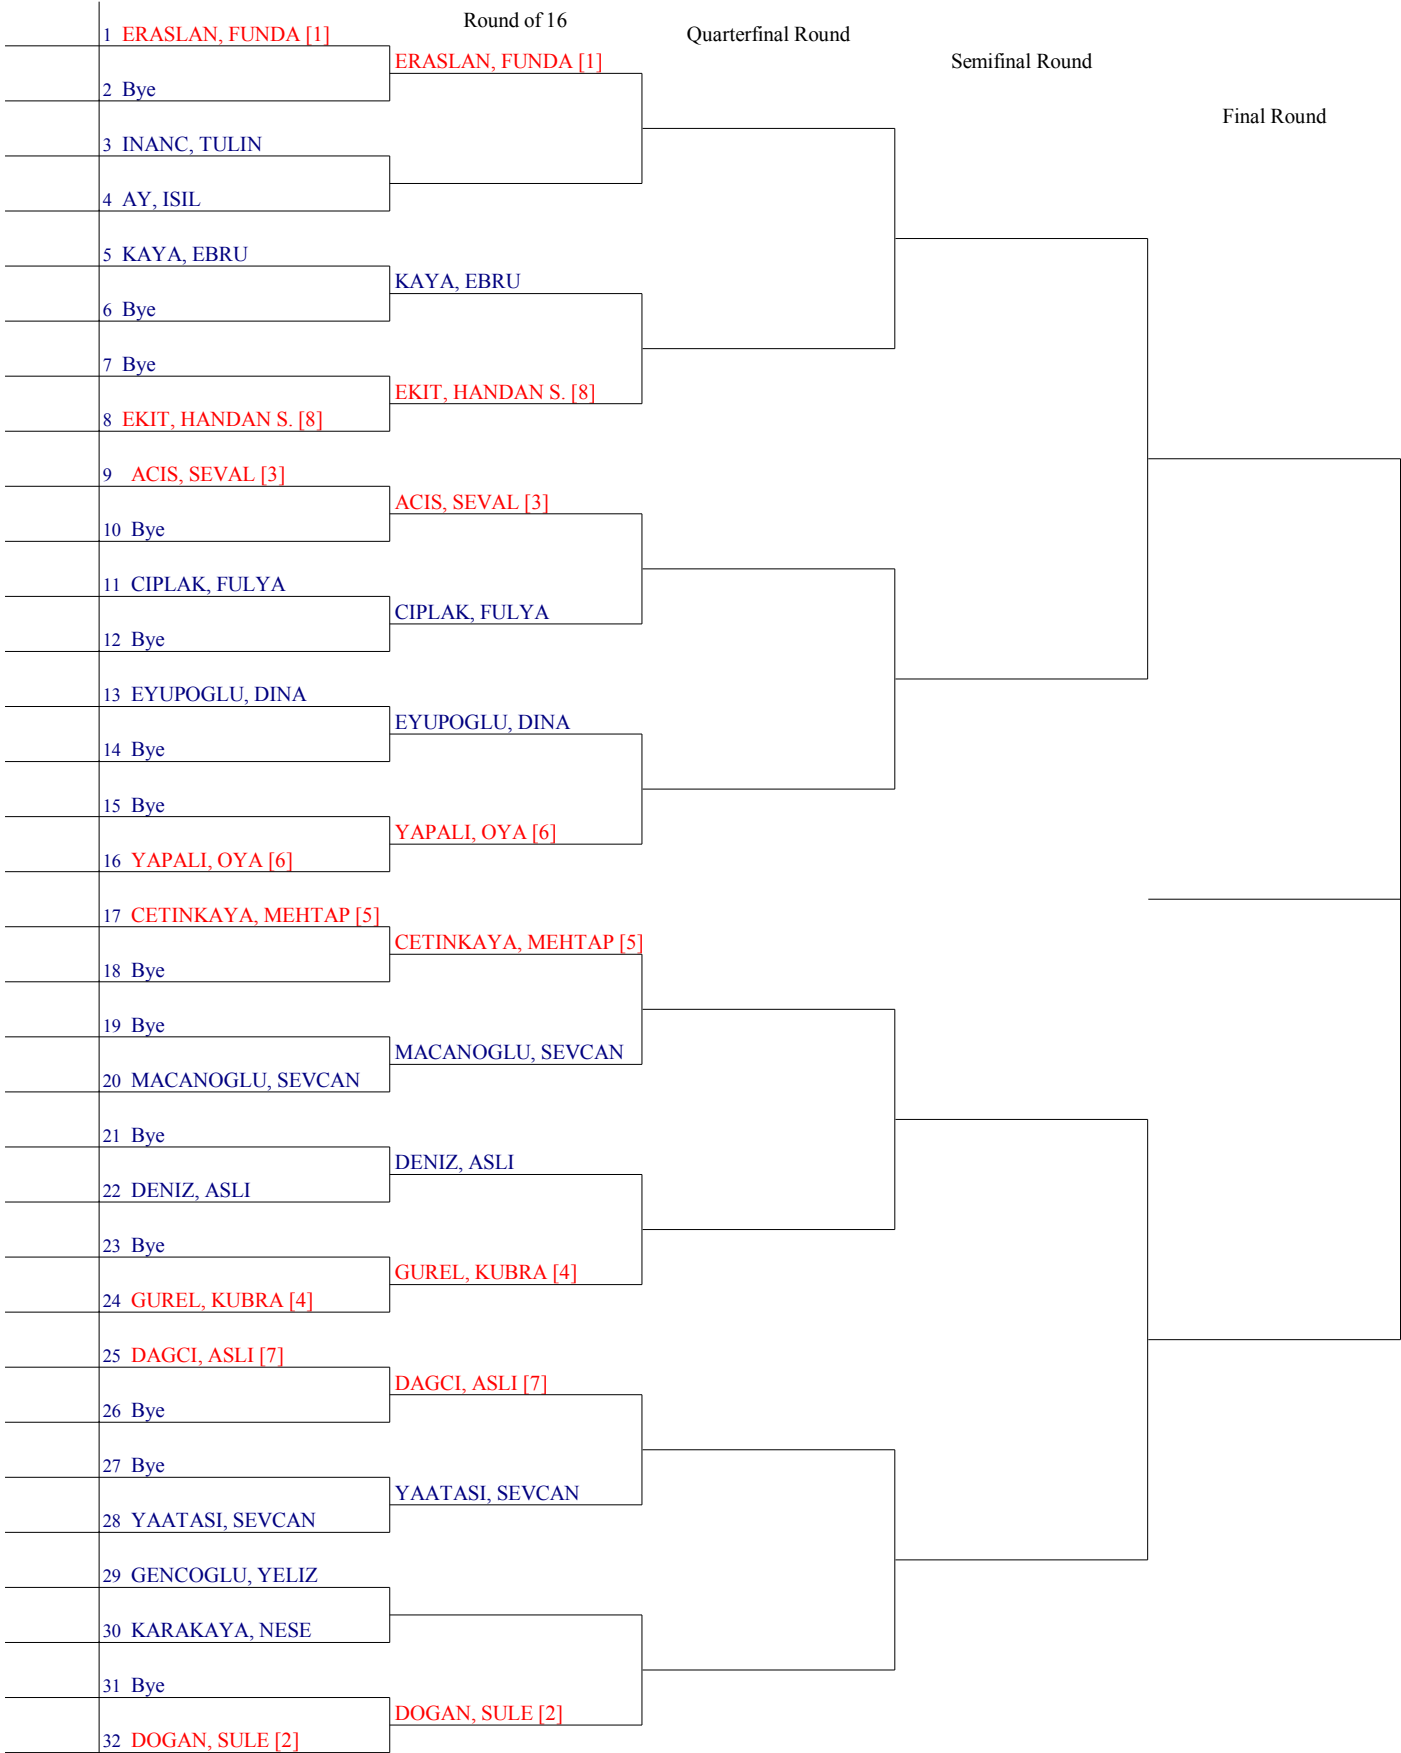 Round of 16
Quarterfinal Round
Semifinal Round
Final Round
1 ERASLAN, FUNDA [1]
ERASLAN, FUNDA [1]
2 Bye
3 INANC, TULIN
4 AY, ISIL
5 KAYA, EBRU
KAYA, EBRU
6 Bye
7 Bye
EKIT, HANDAN S. [8]
8 EKIT, HANDAN S. [8]
9 ACIS, SEVAL [3]
ACIS, SEVAL [3]
10 Bye
11 CIPLAK, FULYA
CIPLAK, FULYA
12 Bye
13 EYUPOGLU, DINA
EYUPOGLU, DINA
14 Bye
15 Bye
YAPALI, OYA [6]
16 YAPALI, OYA [6]
17 CETINKAYA, MEHTAP [5]
CETINKAYA, MEHTAP [5]
18 Bye
19 Bye
MACANOGLU, SEVCAN
20 MACANOGLU, SEVCAN
21 Bye
DENIZ, ASLI
22 DENIZ, ASLI
23 Bye
GUREL, KUBRA [4]
24 GUREL, KUBRA [4]
25 DAGCI, ASLI [7]
DAGCI, ASLI [7]
26 Bye
27 Bye
YAATASI, SEVCAN
28 YAATASI, SEVCAN
29 GENCOGLU, YELIZ
30 KARAKAYA, NESE
31 Bye
DOGAN, SULE [2]
32 DOGAN, SULE [2]